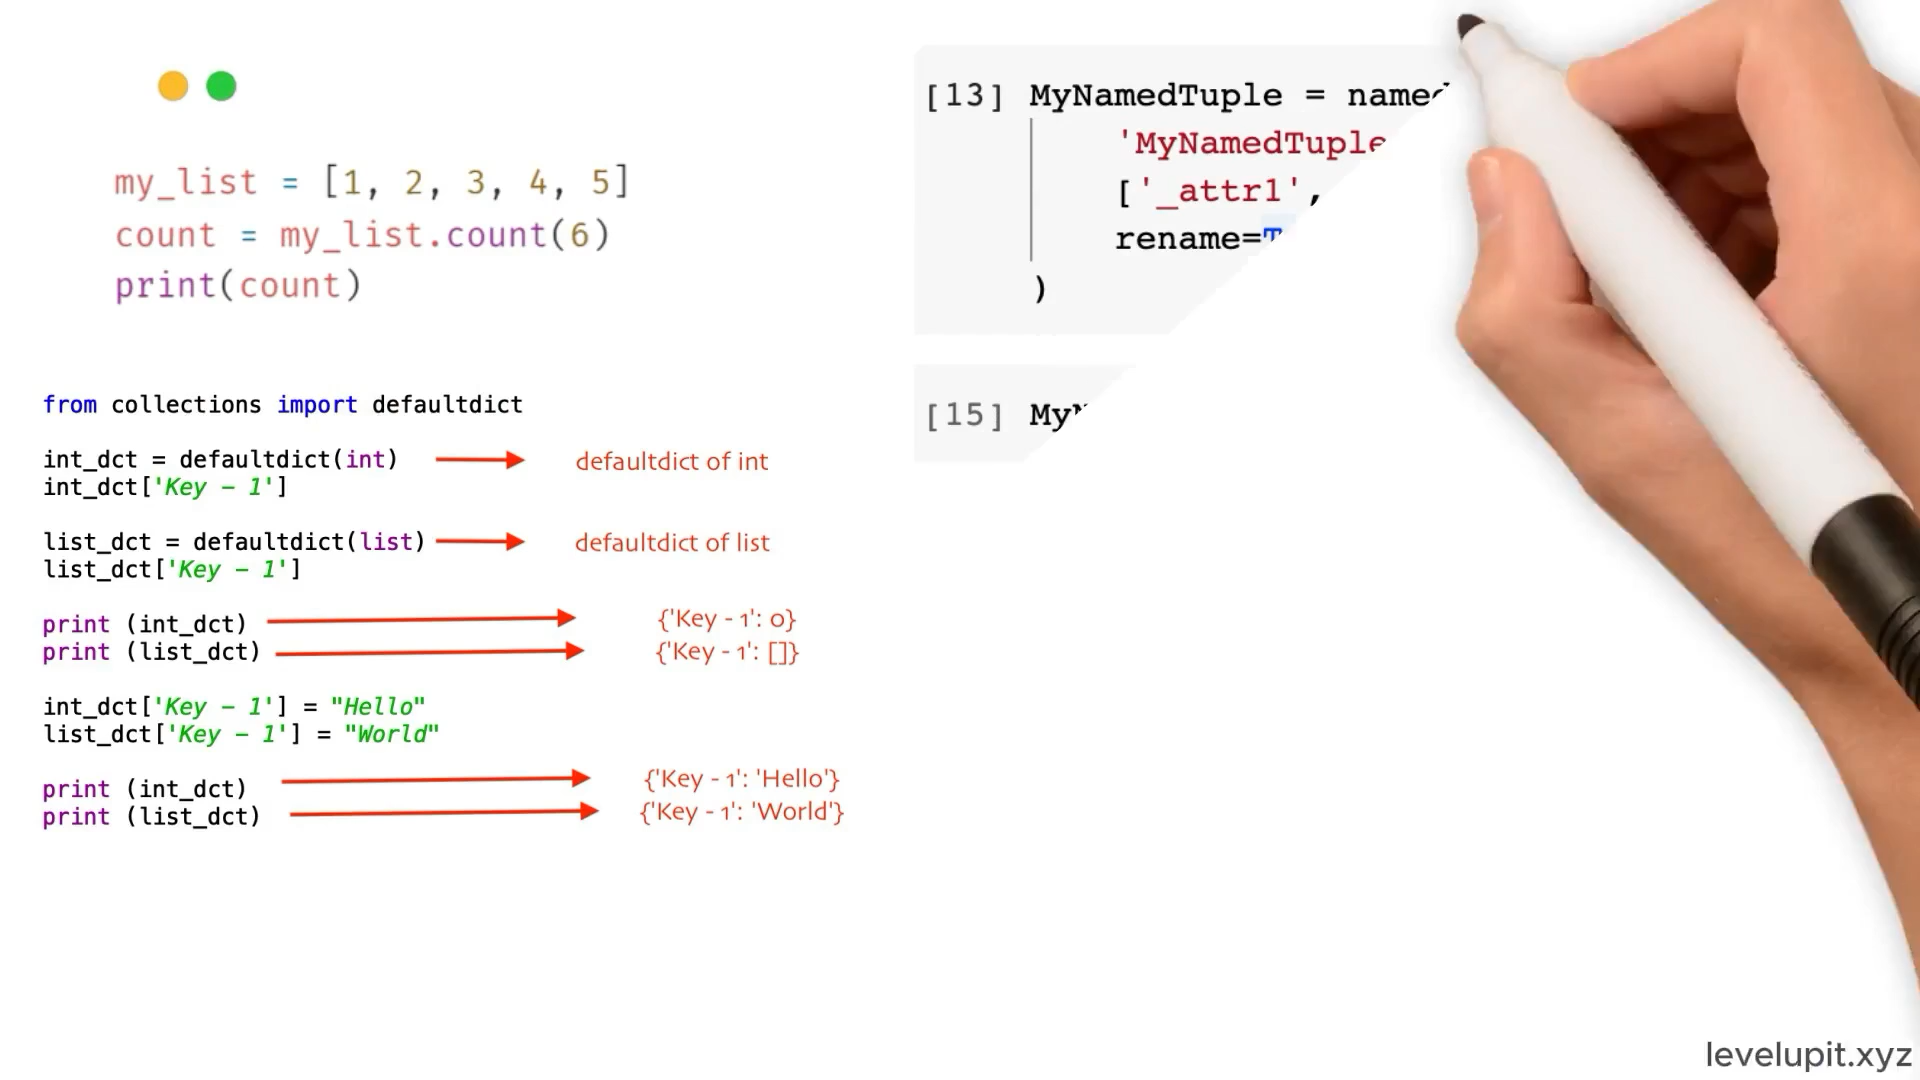 my_list = [1, 2, 3, 4, 5]
count = my_list.count(6)
print(count)
from collections import defaultdict
int_dct = defaultdict(int) defaultdict of int
int_dct['Key - 1']
list_dct = defaultdict(list) defaultdict of list
list_dct['Key - 1']
print (int_dct) {'Key - 1': 0}
print (list_dct) {'Key - 1': []}
int_dct['Key - 1'] = "Hello"
list_dct['Key - 1'] = "World"
print (int_dct) {'Key - 1': 'Hello'}
print (list_dct) {'Key - 1': 'World'}
[13] MyNamedTuple =
'MyNamedTuple
['_attr1',
rename=
)
[15]
levelupit.xyz